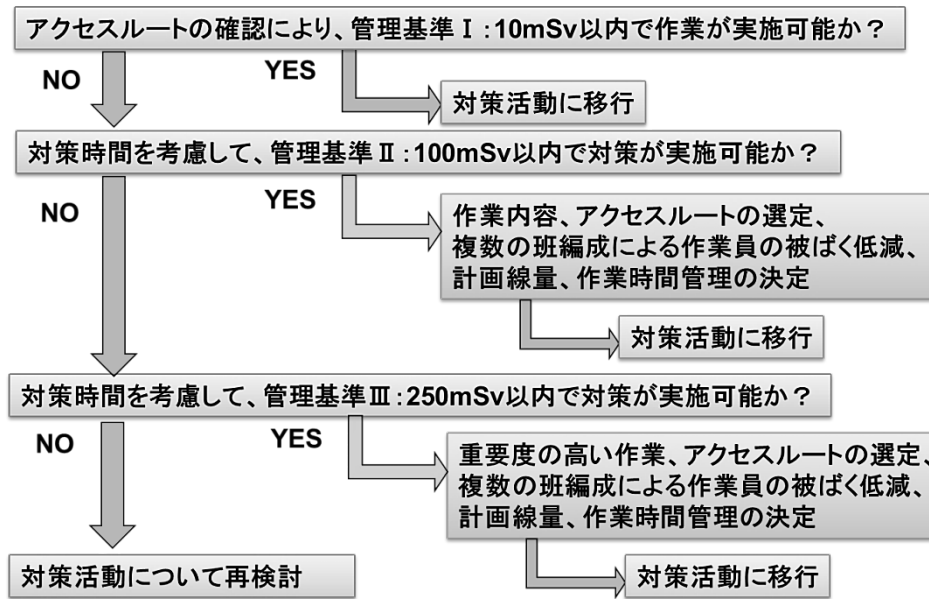 アクセスルートの確認により、管理基準Ⅰ:10mSv以内で作業が実施可能か？
NO
YES
対策活動に移行
対策時間を考慮して、管理基準Ⅱ:100mSv以内で対策が実施可能か？
NO
YES
作業内容、アクセスルートの選定、
複数の班編成による作業員の被ばく低減、
計画線量、作業時間管理の決定
対策活動に移行
対策時間を考慮して、管理基準Ⅲ:250mSv以内で対策が実施可能か？
NO
YES
重要度の高い作業、アクセスルートの選定、
複数の班編成による作業員の被ばく低減、
計画線量、作業時間管理の決定
対策活動に移行
対策活動について再検討